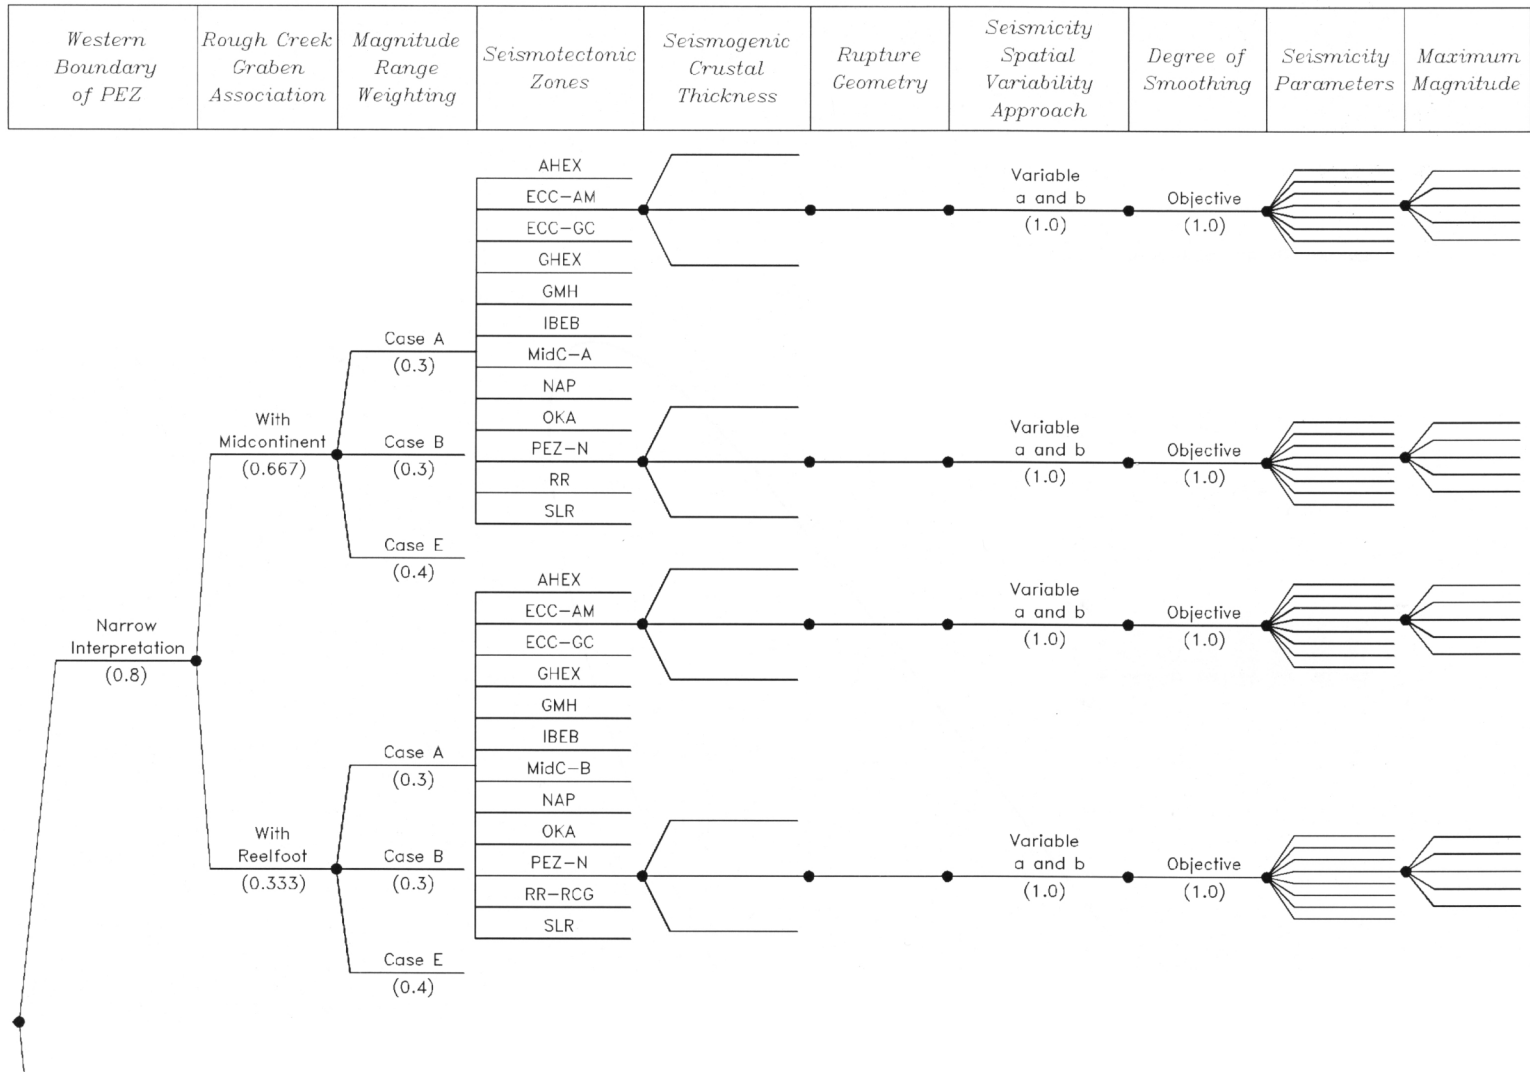 Western
Boundary
of PEZ
Rough Creek
Graben
Association
Magnitude
Range
Weighting
Seismotectonic
Zones
Seismogenic
Crustal
Thickness
Rupture
Geometry
Seismicity
Spatial
Variability
Approach
Degree of
Smoothing
Seismicity
Parameters
Maximum
Magnitude
Narrow
Interpretation
(0.8)
With
Midcontinent
(0.667)
Case A
(0.3)
Case B
(0.3)
Case E
(0.4)
AHEX
ECC-AM
ECC-GC
GHEX
GMH
IBEB
MidC-A
NAP
OKA
PEZ-N
RR
SLR
Variable
a and b
(1.0)
Objective
(1.0)
Variable
a and b
(1.0)
Objective
(1.0)
With
Reelfoot
(0.333)
Case A
(0.3)
Case B
(0.3)
Case E
(0.4)
AHEX
ECC-AM
ECC-GC
GHEX
GMH
IBEB
MidC-B
NAP
OKA
PEZ-N
RR-RCG
SLR
Variable
a and b
(1.0)
Objective
(1.0)
Variable
a and b
(1.0)
Objective
(1.0)